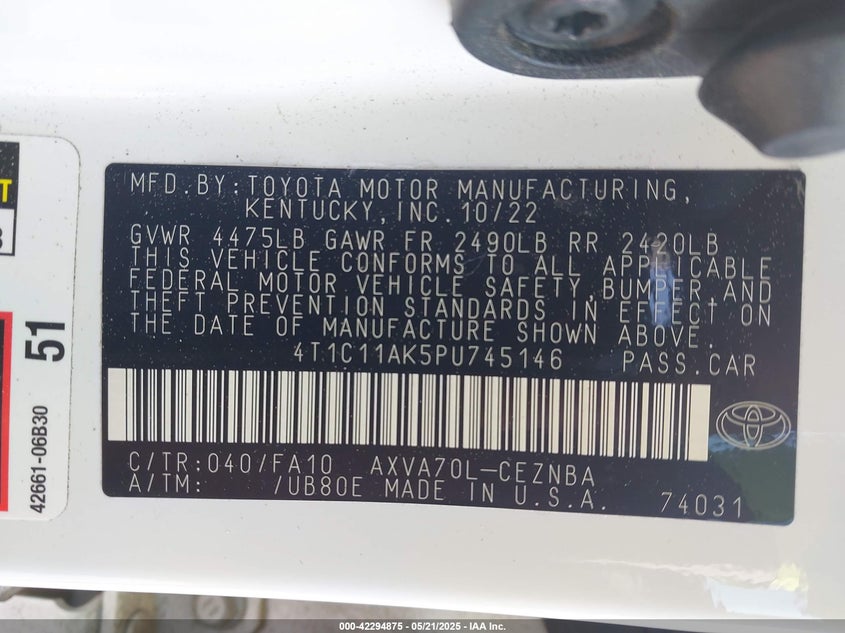 MFD.BY:TOYOTA MOTOR MANUFACTURING,
KENTUCKY,INC.10/22
GVWR 4475LB GAWR FR 2490LB RR 2420LB
THIS VEHICLE CONFORMS TO ALL APPLICABLE
FEDERAL MOTOR VEHICLE SAFETY,BUMPER,AND
THEFT PREVENTION STANDARDS IN EFFECT ON
THE DATE OF MANUFACTURE SHOWN ABOVE.
4T1C11AK5PU745146 PASS.CAR
C/TR:040/FA10 AXVA70L-CEZNBA
A/TM: /UB80E MADE IN U.S.A. 74031
51
42661-06B30
000-42294875 - 05/21/2025 - IAA Inc.